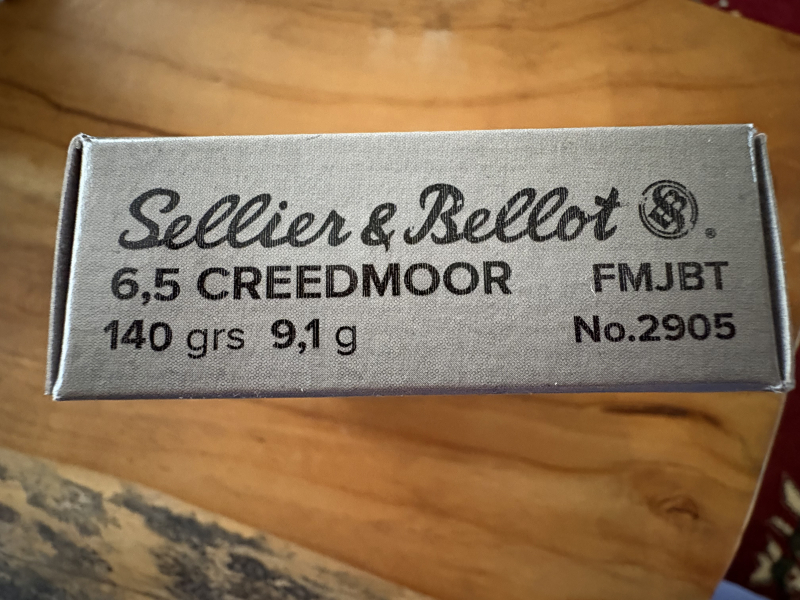 Sellier & Bellot ®
6,5 CREEDMOOR FMJBT
140 grs 9,1 g No.2905